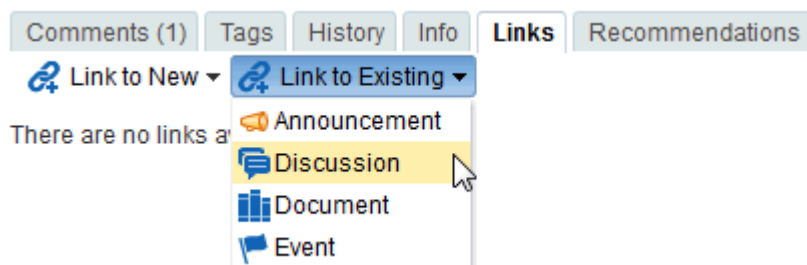 Comments (1) Tags History Info Links Recommendations
Link to New Link to Existing
There are no links
Announcement
Discussion
Document
Event